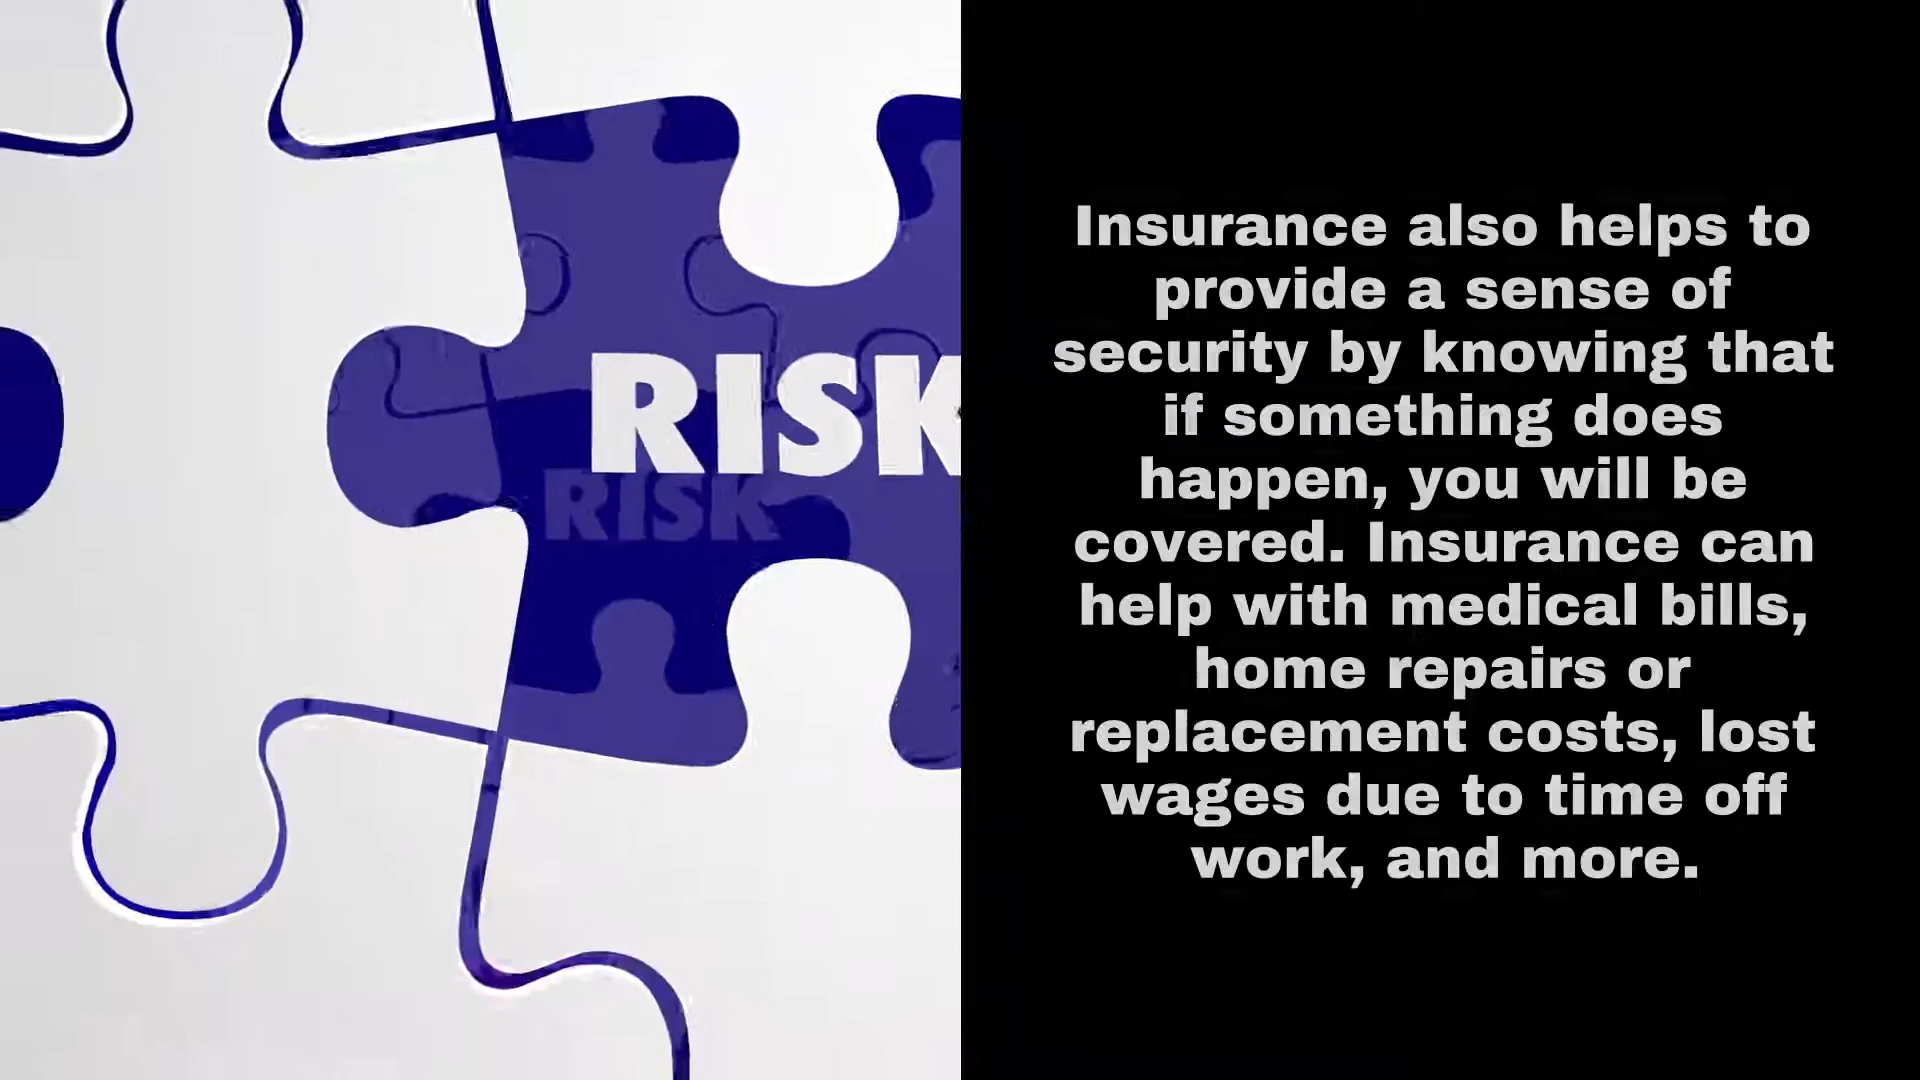 RISK
RISK
Insurance also helps to
provide a sense of
security by knowing that
if something does
happen, you will be
covered. Insurance can
help with medical bills,
home repairs or
replacement costs, lost
wages due to time off
work, and more.